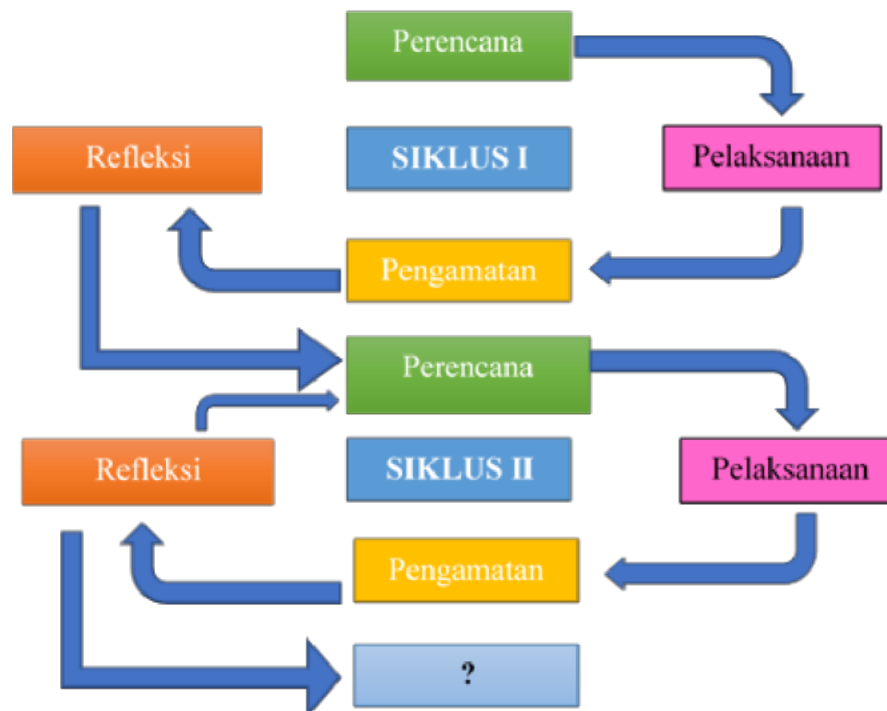 Perencana
Refleksi
SIKLUS I
Pelaksanaan
Pengamatan
Perencana
Refleksi
SIKLUS II
Pelaksanaan
Pengamatan
?